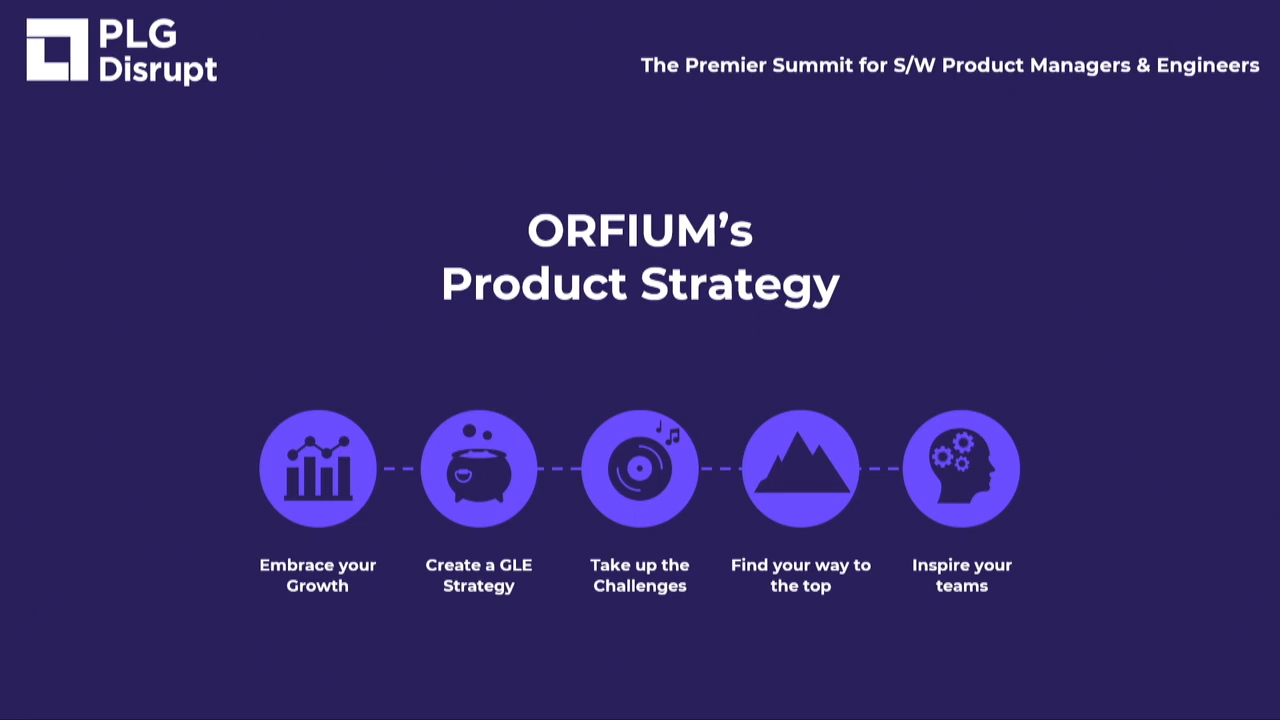 PLG
Disrupt
The Premier Summit for S/W Product Managers & Engineers
ORFIUM’s
Product Strategy
Embrace your
Growth
Create a GLE
Strategy
Take up the
Challenges
Find your way to
the top
Inspire your
teams